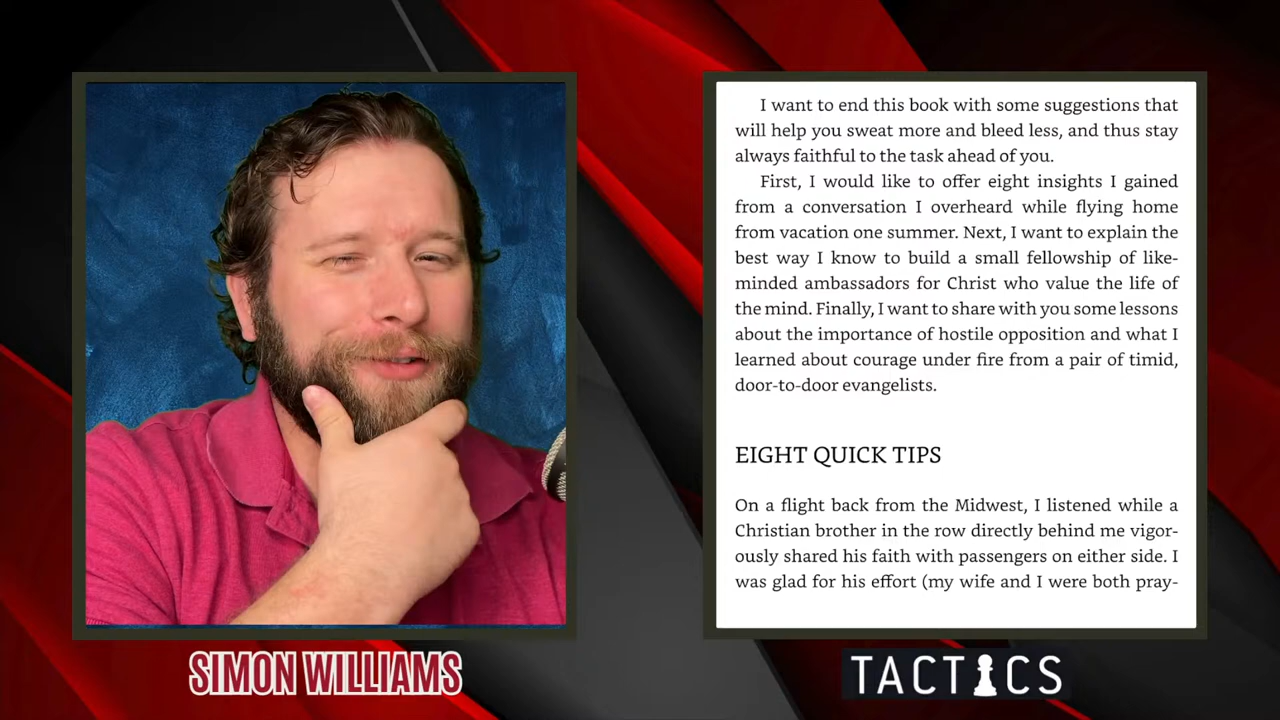 I want to end this book with some suggestions that
will help you sweat more and bleed less, and thus stay
always faithful to the task ahead of you.
First, I would like to offer eight insights I gained
from a conversation I overheard while flying home
from vacation one summer. Next, I want to explain the
best way I know to build a small fellowship of like-
minded ambassadors for Christ who value the life of
the mind. Finally, I want to share with you some lessons
about the importance of hostile opposition and what I
learned about courage under fire from a pair of timid,
door-to-door evangelists.
EIGHT QUICK TIPS
On a flight back from the Midwest, I listened while a
Christian brother in the row directly behind me vigor-
ously shared his faith with passengers on either side. I
was glad for his effort (my wife and I were both pray-
SIMON WILLIAMS
TACTICS